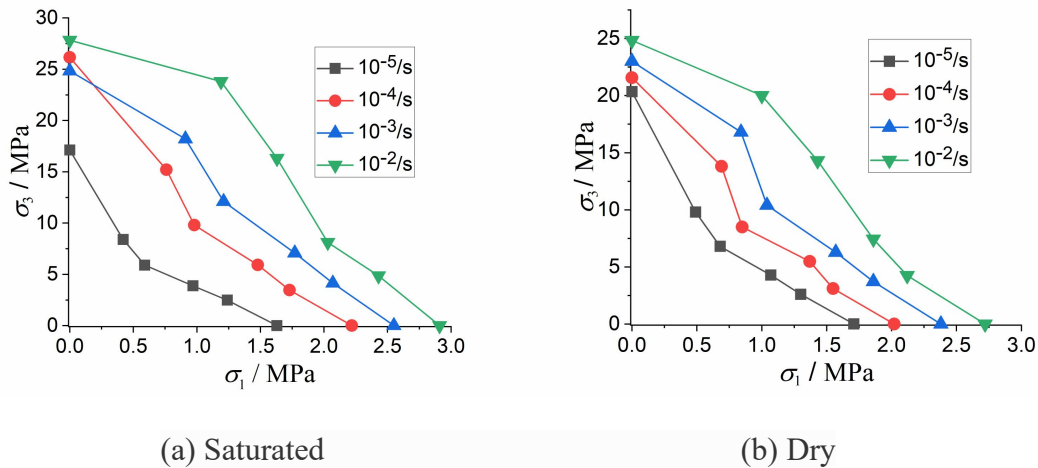 30
25
20
15
10
5
0
σ₃ / MPa
10⁻⁵/s
10⁻⁴/s
10⁻³/s
10⁻²/s
0.0 0.5 1.0 1.5 2.0 2.5 3.0
σ₁ / MPa
(a) Saturated
25
20
15
10
5
0
σ₃ / MPa
10⁻⁵/s
10⁻⁴/s
10⁻³/s
10⁻²/s
0.0 0.5 1.0 1.5 2.0 2.5 3.0
σ₁ / MPa
(b) Dry